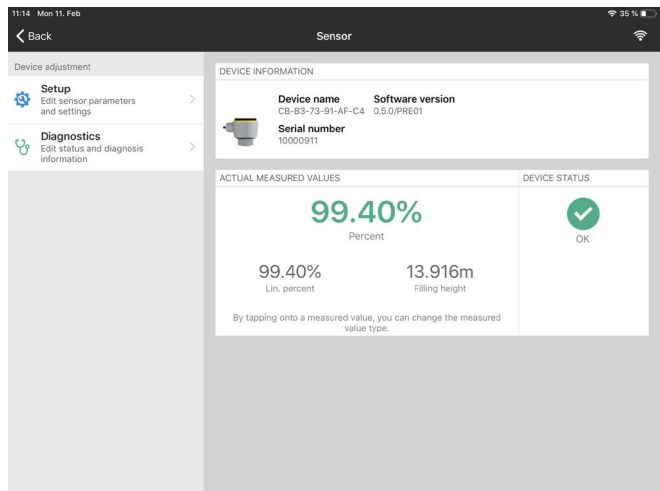 11:14 Mon 11. Feb
35 %
Back
Sensor
Device adjustment
Setup
Edit sensor parameters
and settings
Diagnostics
Edit status and diagnosis
information
DEVICE INFORMATION
Device name Software version
CB-B3-73-91-AF-C4 0.5.0/PRE01
Serial number
10000911
ACTUAL MEASURED VALUES
99.40%
Percent
99.40% 13.916m
Lin. percent Filling height
By tapping onto a measured value, you can change the measured
value type.
DEVICE STATUS
OK